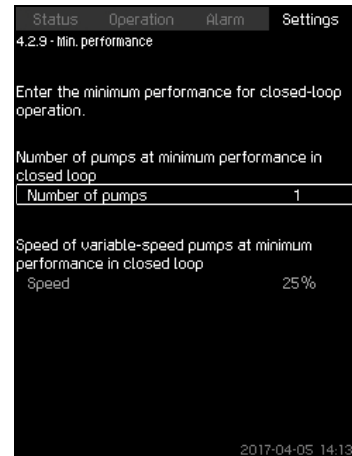 Status Operation Alarm Settings
4.2.9 - Min. performance
Enter the minimum performance for closed-loop
operation.
Number of pumps at minimum performance in
closed loop
Number of pumps 1
Speed of variable-speed pumps at minimum
performance in closed loop
Speed 25%
2017-04-05 14:13